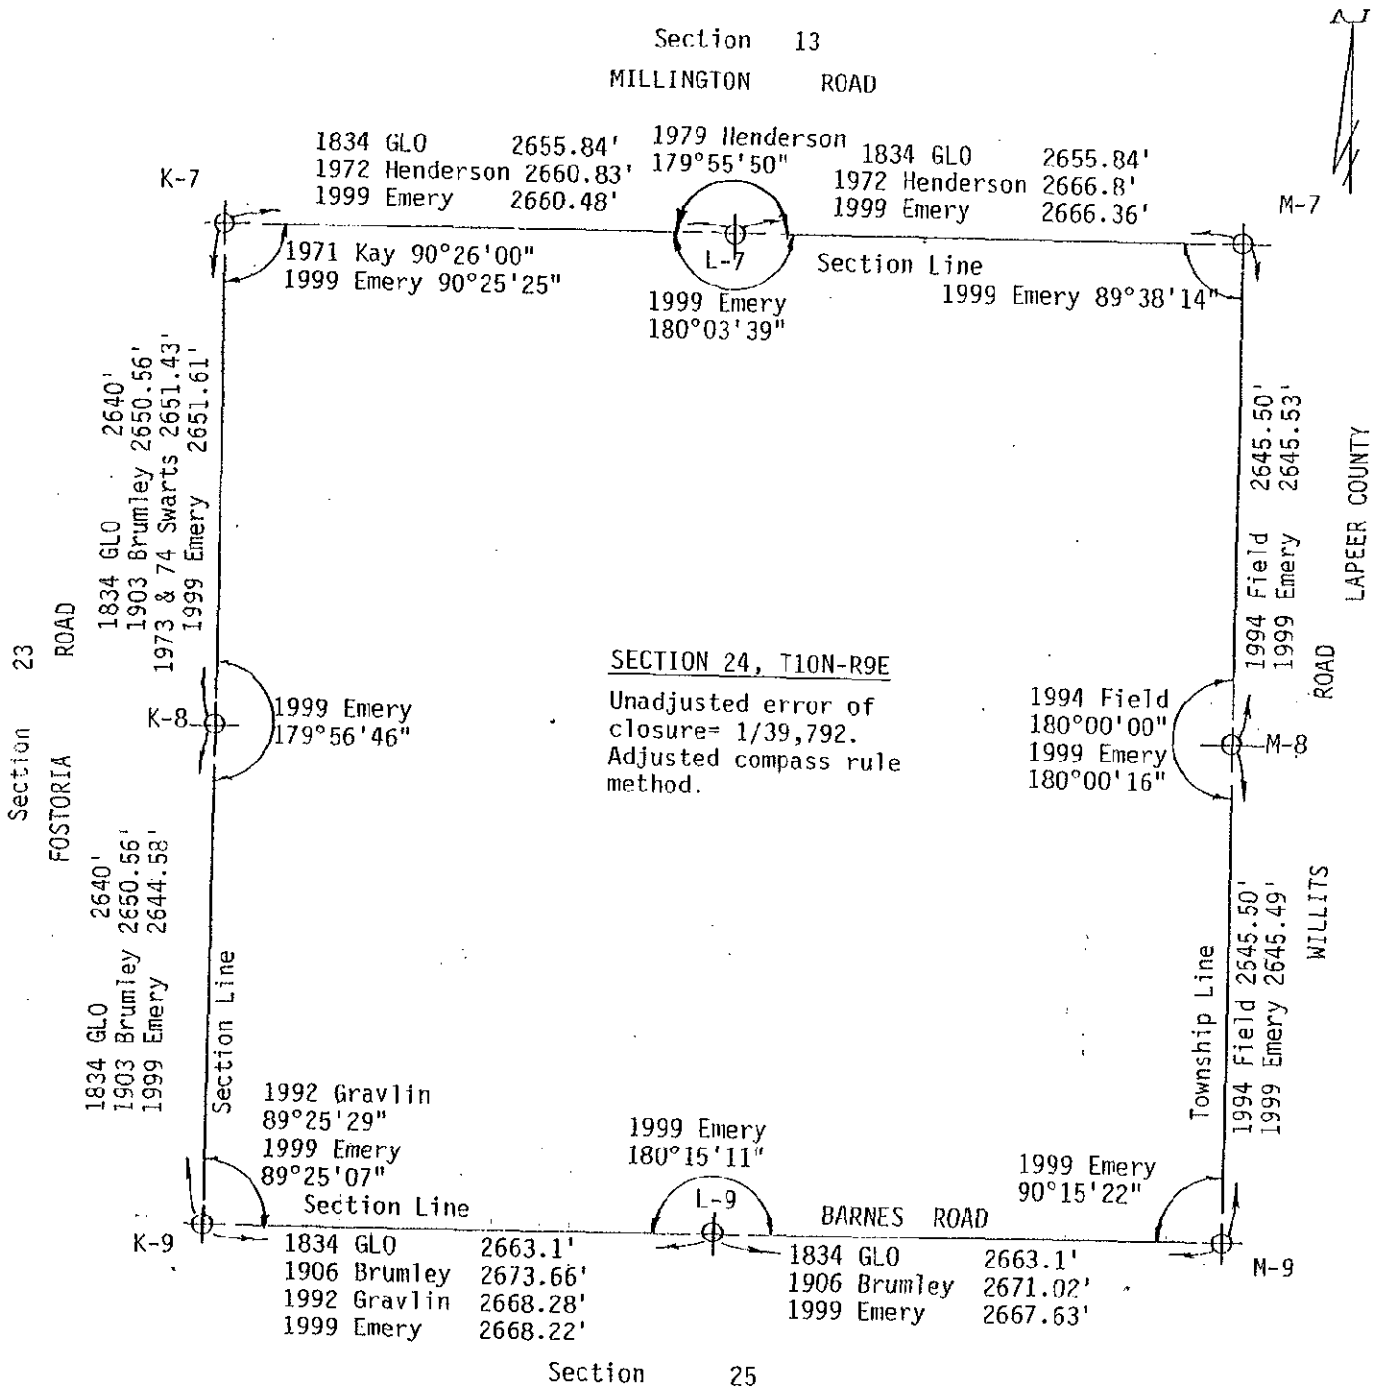 Section 13
MILLINGTON ROAD
N
K-7
1834 GLO 2655.84'
1972 Henderson 2660.83'
1999 Emery 2660.48'
1979 Henderson
179°55'50"
1834 GLO 2655.84'
1972 Henderson 2666.8'
1999 Emery 2666.36'
M-7
1971 Kay 90°26'00"
1999 Emery 90°25'25"
L-7
Section Line
1999 Emery
180°03'39"
1999 Emery 89°38'14"
1834 GLO 2640'
1903 Brumley 2650.56'
1973 & 74 Swarts 2651.43'
1999 Emery 2651.61'
1994 Field 2645.50'
1999 Emery 2645.53'
LAPEER COUNTY
Section 23
FOSTORIA ROAD
K-8
1999 Emery
179°56'46"
SECTION 24, T10N-R9E
Unadjusted error of
closure= 1/39,792.
Adjusted compass rule
method.
1994 Field
180°00'00"
1999 Emery
180°00'16"
M-8
WILLITS ROAD
1834 GLO 2640'
1903 Brumley 2650.56'
1999 Emery 2644.58'
Section Line
Township Line
1994 Field 2645.50'
1999 Emery 2645.49'
1992 Gravlin
89°25'29"
1999 Emery
89°25'07"
Section Line
1999 Emery
180°15'11"
L-9
BARNES ROAD
1999 Emery
90°15'22"
K-9
1834 GLO 2663.1'
1906 Brumley 2673.66'
1992 Gravlin 2668.28'
1999 Emery 2668.22'
1834 GLO 2663.1'
1906 Brumley 2671.02'
1999 Emery 2667.63'
M-9
Section 25